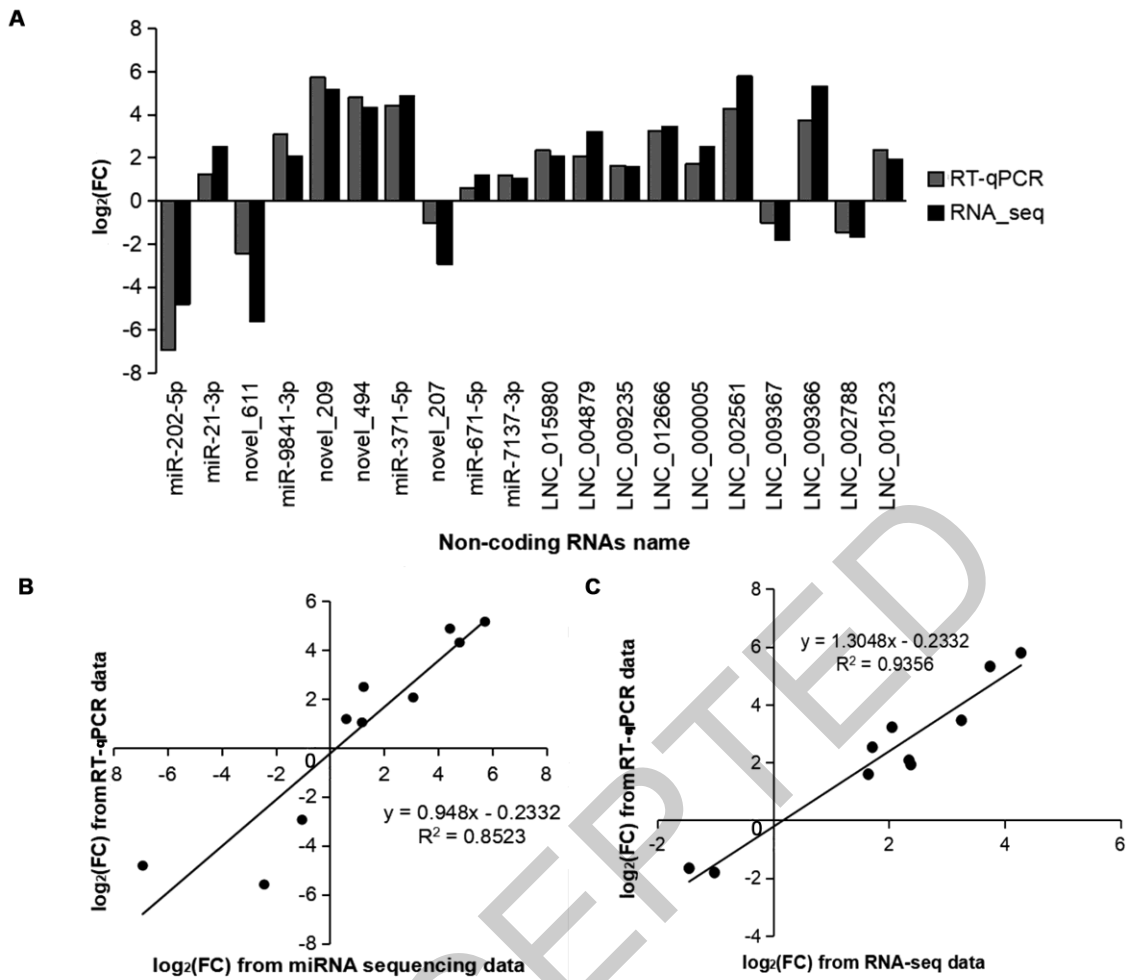 A
8
6
4
2
0
-2
-4
-6
-8
log2(FC)
RT-qPCR
RNA_seq
miR-202-5p
miR-21-3p
novel_611
miR-9841-3p
novel_209
novel_494
miR-371-5p
novel_207
miR-671-5p
miR-7137-3p
LNC_015980
LNC_004879
LNC_009235
LNC_012666
LNC_000005
LNC_002561
LNC_009367
LNC_009366
LNC_002788
LNC_001523
Non-coding RNAs name
B
6
4
2
0
-2
-4
-6
-8
-8 -6 -4 -2 2 4 6 8
log2(FC) from RT-qPCR data
y = 0.948x - 0.2332
R2 = 0.8523
log2(FC) from miRNA sequencing data
C
8
6
4
2
0
-2
-4
-2 2 4 6
log2(FC) from RT-qPCR data
y = 1.3048x - 0.2332
R2 = 0.9356
log2(FC) from RNA-seq data
CEPTED